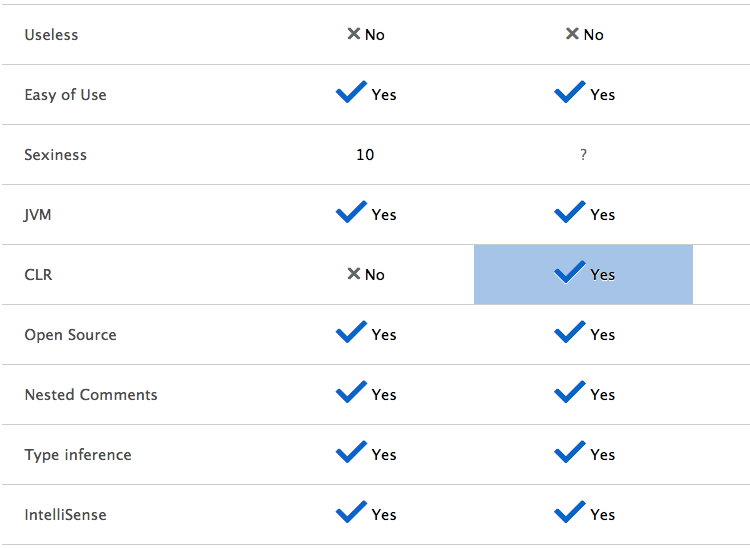 Useless No No
Easy of Use Yes Yes
Sexiness 10 ?
JVM Yes Yes
CLR No Yes
Open Source Yes Yes
Nested Comments Yes Yes
Type inference Yes Yes
IntelliSense Yes Yes